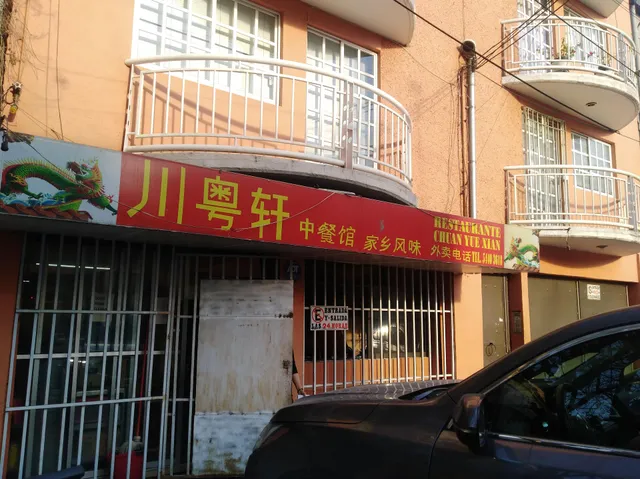 川粤轩
中餐馆 家乡风味 外卖电话
RESTAURANTE
CHUAN YUE XIAN
TEL.
ENTRADA
Y SALIDA
LAS 24 HORAS